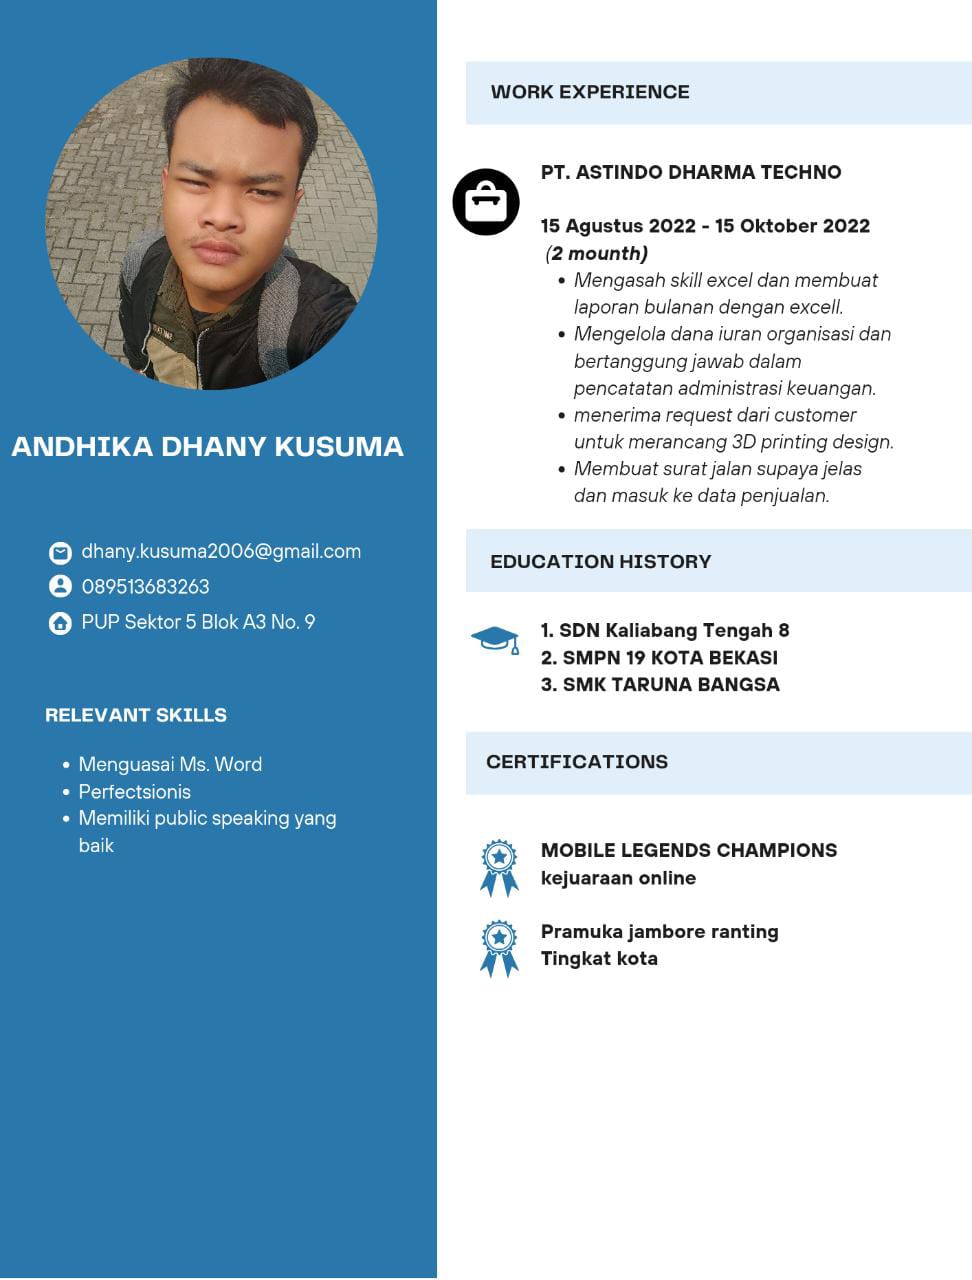 ANDHIKA DHANY KUSUMA
dhany.kusuma2006@gmail.com
089513683263
PUP Sektor 5 Blok A3 No. 9
RELEVANT SKILLS
• Menguasai Ms. Word
• Perfectsionis
• Memiliki public speaking yang
baik
WORK EXPERIENCE
PT. ASTINDO DHARMA TECHNO
15 Agustus 2022 - 15 Oktober 2022
(2 mounth)
• Mengasah skill excel dan membuat
laporan bulanan dengan excell.
• Mengelola dana iuran organisasi dan
bertanggung jawab dalam
pencatatan administrasi keuangan.
• menerima request dari customer
untuk merancang 3D printing design.
• Membuat surat jalan supaya jelas
dan masuk ke data penjualan.
EDUCATION HISTORY
1. SDN Kaliabang Tengah 8
2. SMPN 19 KOTA BEKASI
3. SMK TARUNA BANGSA
CERTIFICATIONS
MOBILE LEGENDS CHAMPIONS
kejuaraan online
Pramuka jambore ranting
Tingkat kota